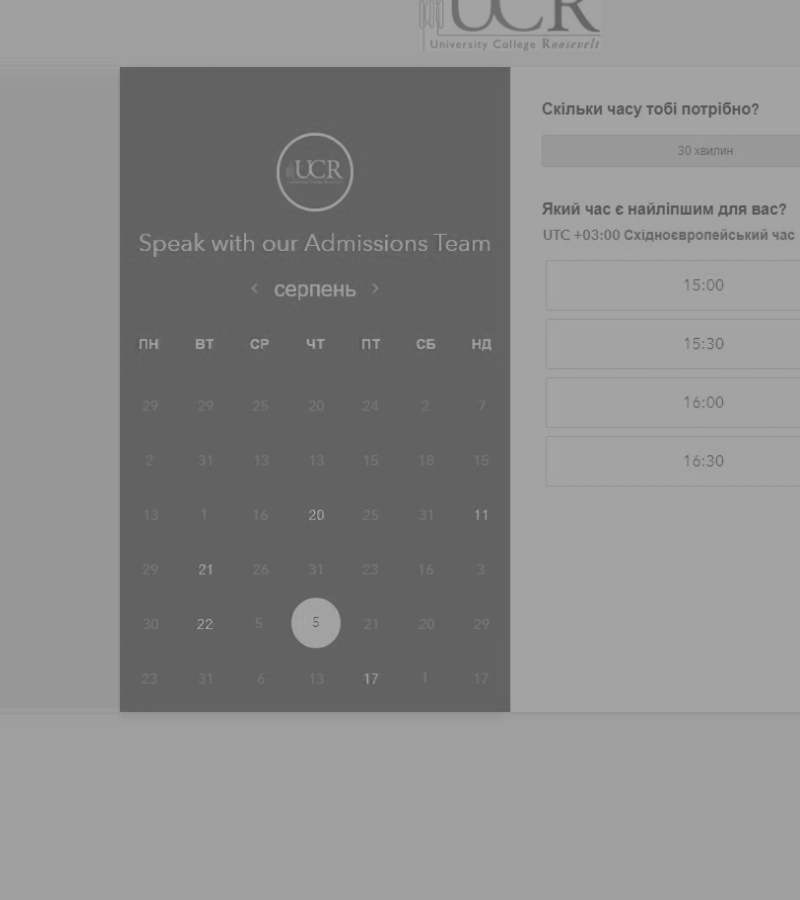 UCR
University College Roosevelt
UCR
Speak with our Admissions Team
‹ серпень ›
ПН ВТ СР ЧТ ПТ СБ НД
29 29 25 20 24 2 7
2 31 13 13 15 18 15
13 1 16 20 25 31 11
29 21 26 31 23 16 3
30 22 5 5 21 20 29
23 31 6 13 17 1 17
Скільки часу тобі потрібно?
30 хвилин
Який час є найліпшим для вас?
UTC +03:00 Східноєвропейський час
15:00
15:30
16:00
16:30